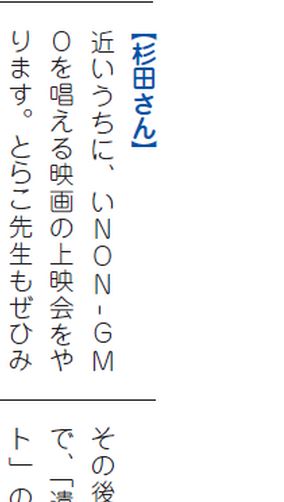 【杉田さん】
近いうちに、いNON-GM
Oを唱える映画の上映会をや
ります。とらこ先生もぜひみ
その後
で、「遺
ト」の